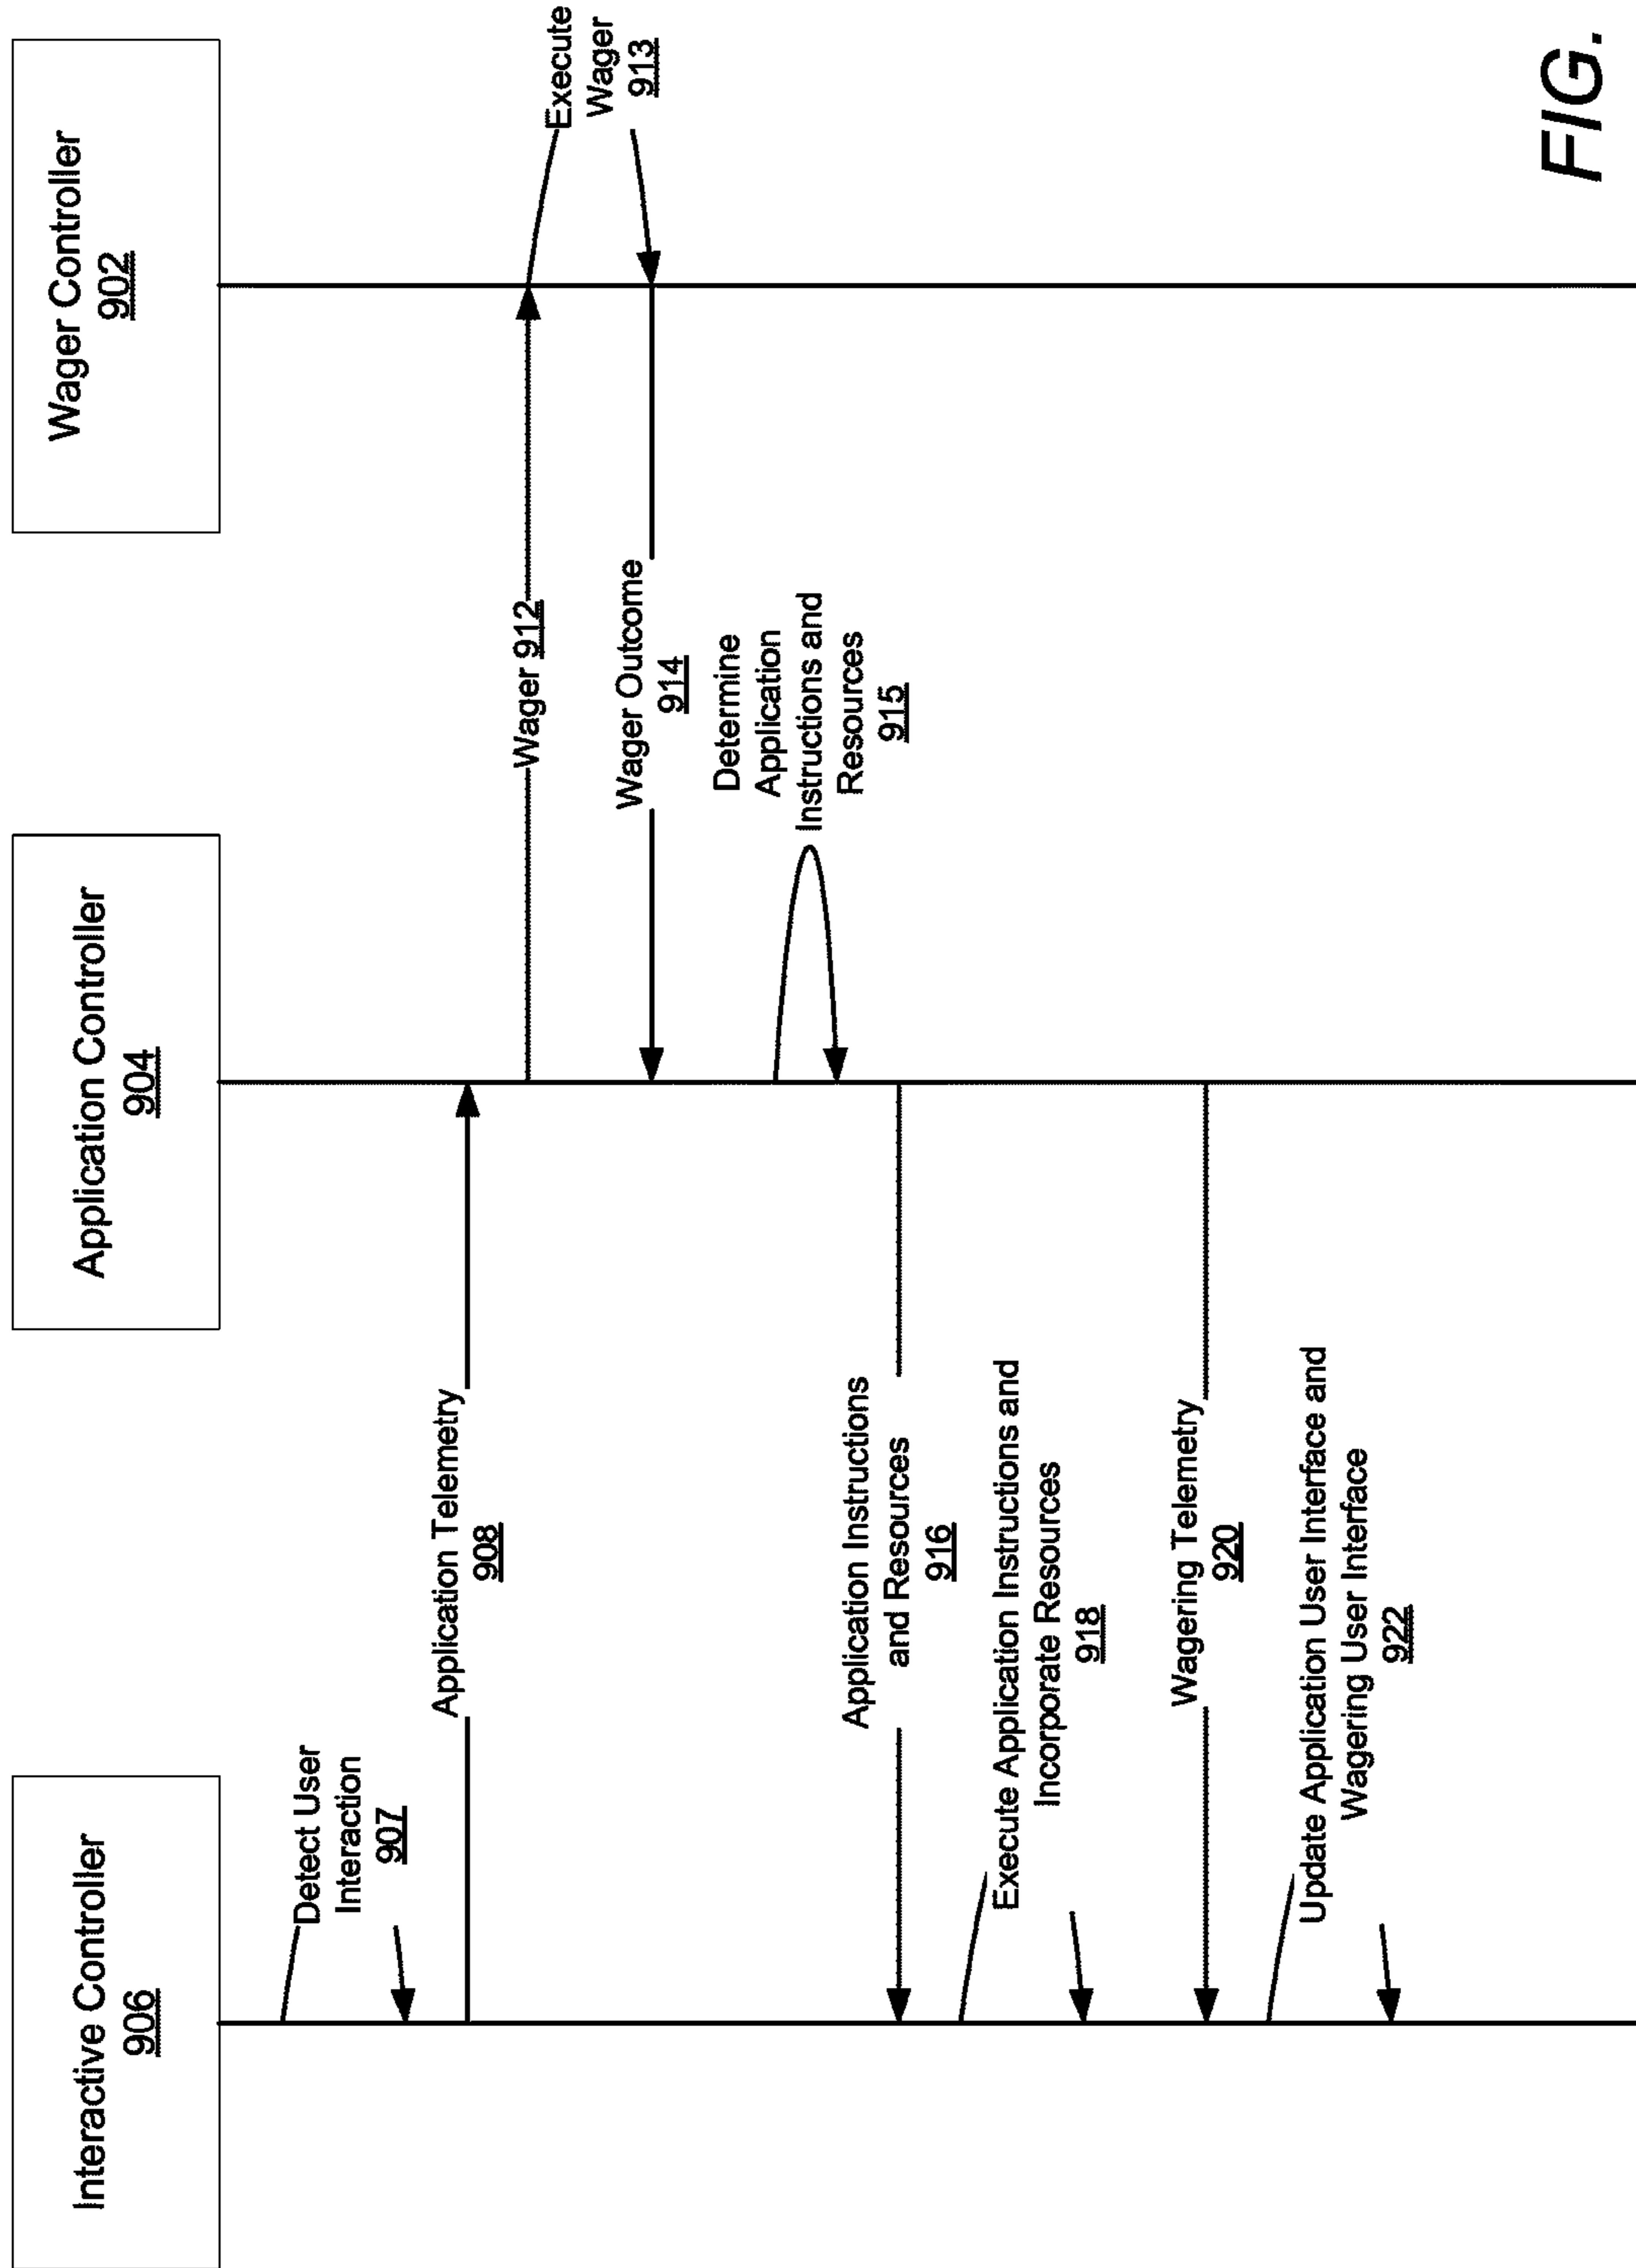 Interactive Controller
906
Application Controller
904
Wager Controller
902
Detect User
Interaction
907
Application Telemetry
908
Wager 912
Execute
Wager
913
Wager Outcome
914
Determine
Application
Instructions and
Resources
915
Application Instructions
and Resources
916
Execute Application Instructions and
Incorporate Resources
918
Wagering Telemetry
920
Update Application User Interface and
Wagering User Interface
922
FIG.